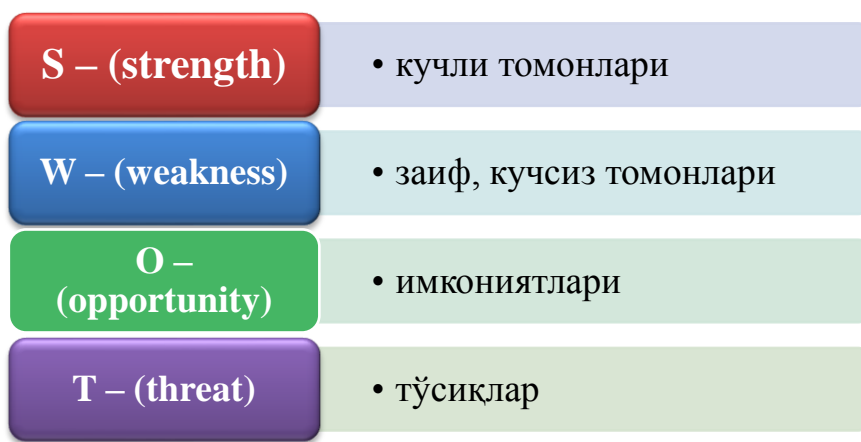 S – (strength)
• кучли томонлари
W – (weakness)
• заиф, кучсиз томонлари
O –
(opportunity)
• имкониятлари
T – (threat)
• тўсиқлар